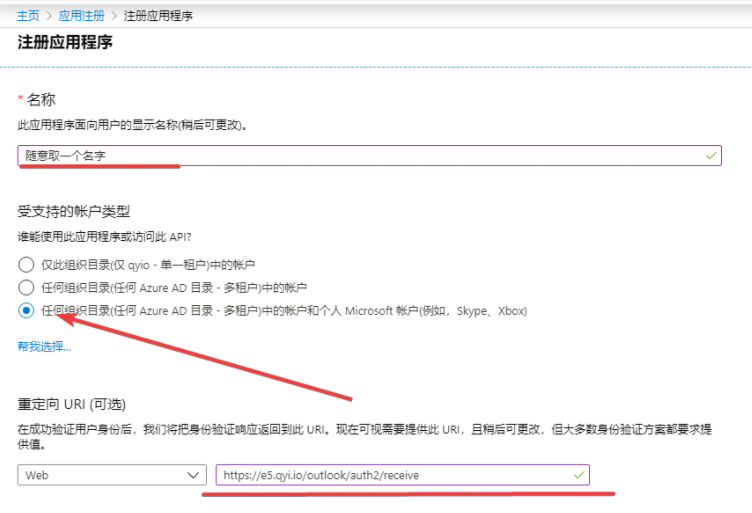 主页 > 应用注册 > 注册应用程序
注册应用程序
* 名称
此应用程序面向用户的显示名称(稍后可更改)。
随意取一个名字
受支持的帐户类型
谁能使用此应用程序或访问此 API?
仅此组织目录(仅 qyio - 单一租户)中的帐户
任何组织目录(任何 Azure AD 目录 - 多租户)中的帐户
任何组织目录(任何 Azure AD 目录 - 多租户)中的帐户和个人 Microsoft 帐户(例如，Skype、Xbox)
帮我选择...
重定向 URI (可选)
在成功验证用户身份后，我们将把身份验证响应返回到此 URI。现在可视需要提供此 URI，且稍后可更改，但大多数身份验证方案都要求提
供值。
Web
https://e5.qyi.io/outlook/auth2/receive